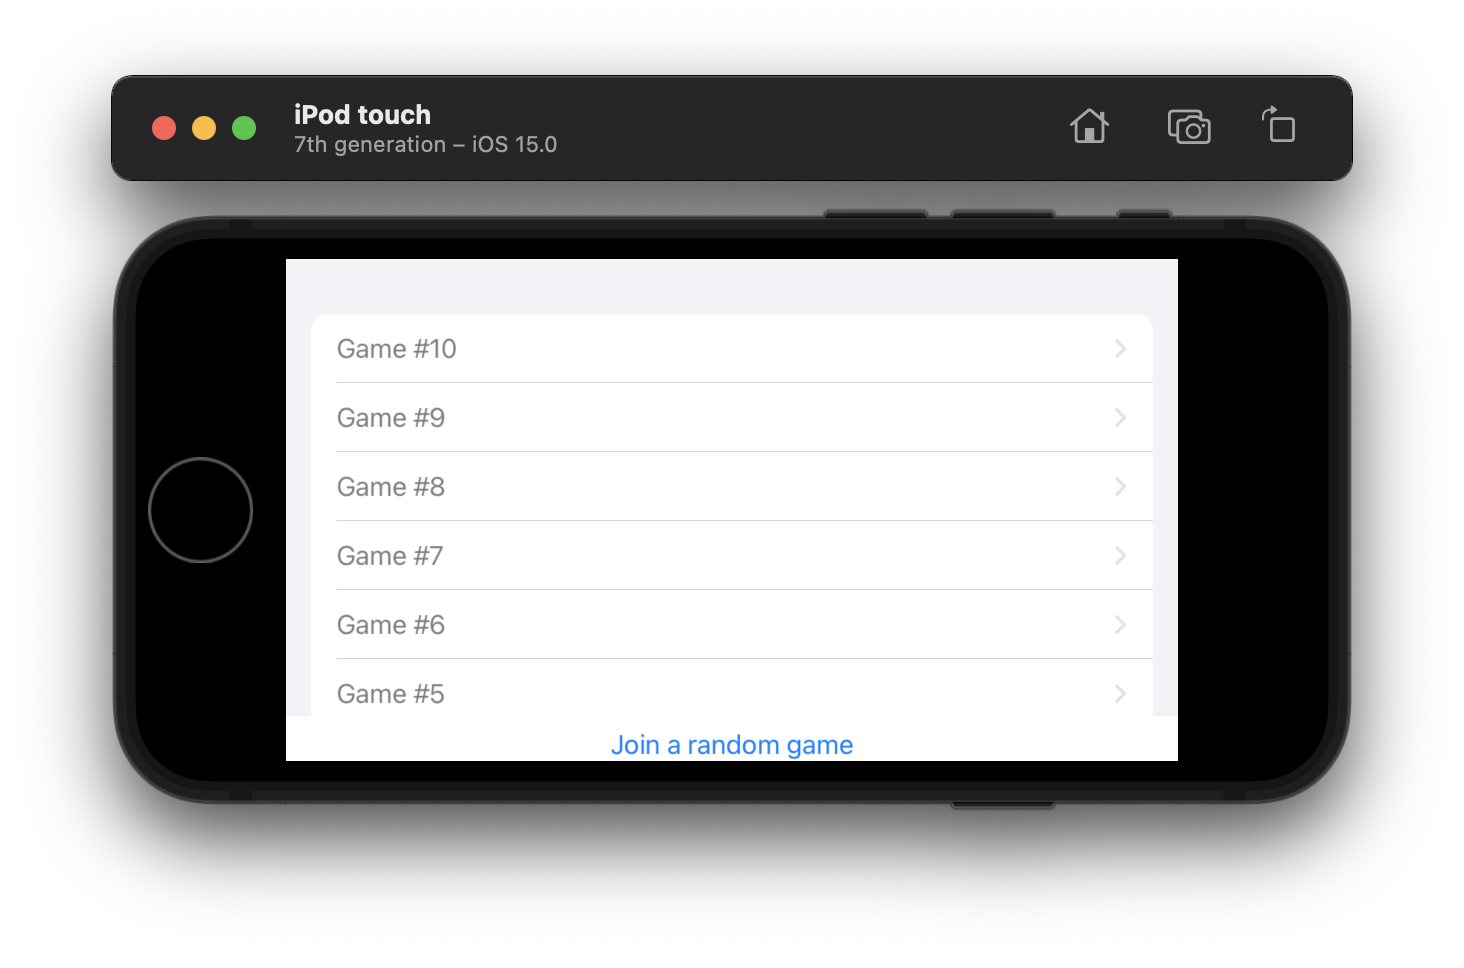 iPod touch
7th generation – iOS 15.0
Game #10
Game #9
Game #8
Game #7
Game #6
Game #5
Join a random game